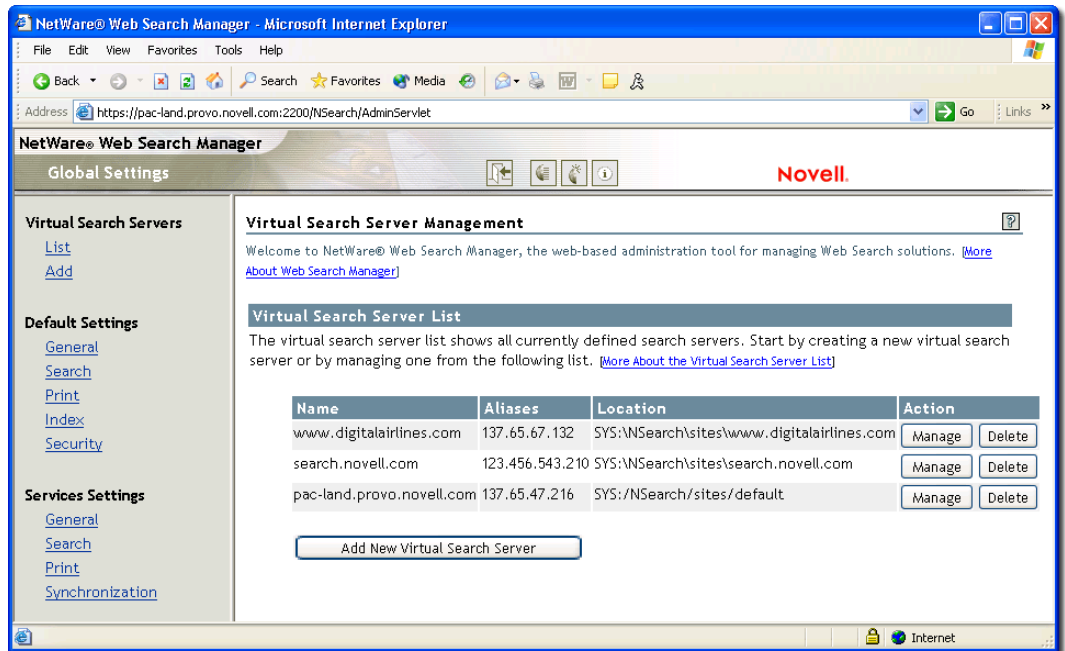 NetWare® Web Search Manager - Microsoft Internet Explorer
File Edit View Favorites Tools Help
Back Search Favorites Media
Address https://pac-land.provo.novell.com:2200/NSearch/AdminServlet Go Links »
NetWare® Web Search Manager
Global Settings
Novell.
Virtual Search Servers
List
Add
Default Settings
General
Search
Print
Index
Security
Services Settings
General
Search
Print
Synchronization
Virtual Search Server Management ?
Welcome to NetWare® Web Search Manager, the web-based administration tool for managing Web Search solutions. [More
About Web Search Manager]
Virtual Search Server List
The virtual search server list shows all currently defined search servers. Start by creating a new virtual search
server or by managing one from the following list. [More About the Virtual Search Server List]
Name Aliases Location Action
www.digitalairlines.com 137.65.67.132 SYS:\NSearch\sites\www.digitalairlines.com Manage Delete
search.novell.com 123.456.543.210 SYS:\NSearch\sites\search.novell.com Manage Delete
pac-land.provo.novell.com 137.65.47.216 SYS:/NSearch/sites/default Manage Delete
Add New Virtual Search Server
Internet